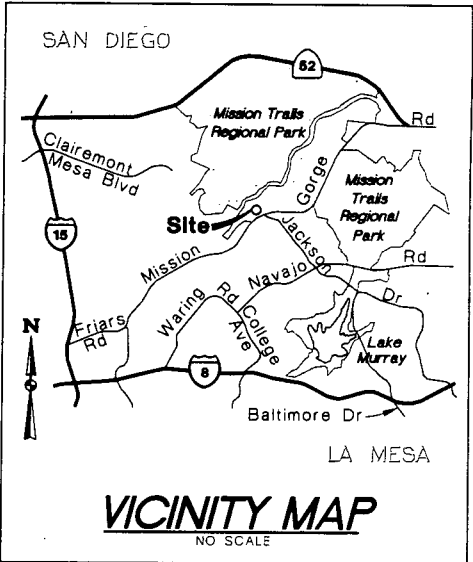 SAN DIEGO
52
Mission Trails
Regional Park
Rd
Clairemont
Mesa Blvd
Gorge
Mission
Trails
Regional
Park
Site
15
Jackson
Mission
Navajo
Rd
Waring
Rd
College
Ave
Dr
Friars
Rd
N
Lake
Murray
8
Baltimore Dr
LA MESA
VICINITY MAP
NO SCALE